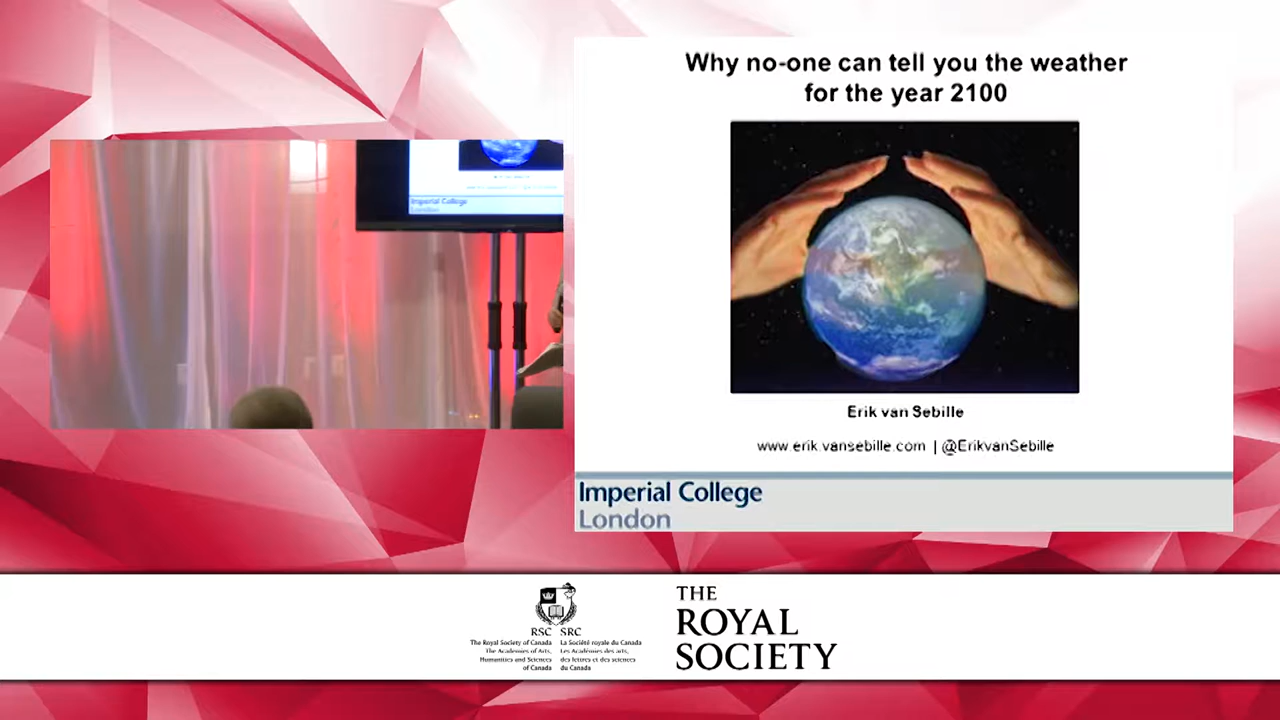 Why no-one can tell you the weather
for the year 2100
Erik van Sebille
www.erik.vansebille.com | @ErikvanSebille
Imperial College
London
Imperial College
London
RSC SRC
The Royal Society of Canada
The Academies of Arts,
Humanities and Sciences
of Canada
La Société royale du Canada
Les Académies des arts,
des lettres et des sciences
du Canada
THE
ROYAL
SOCIETY